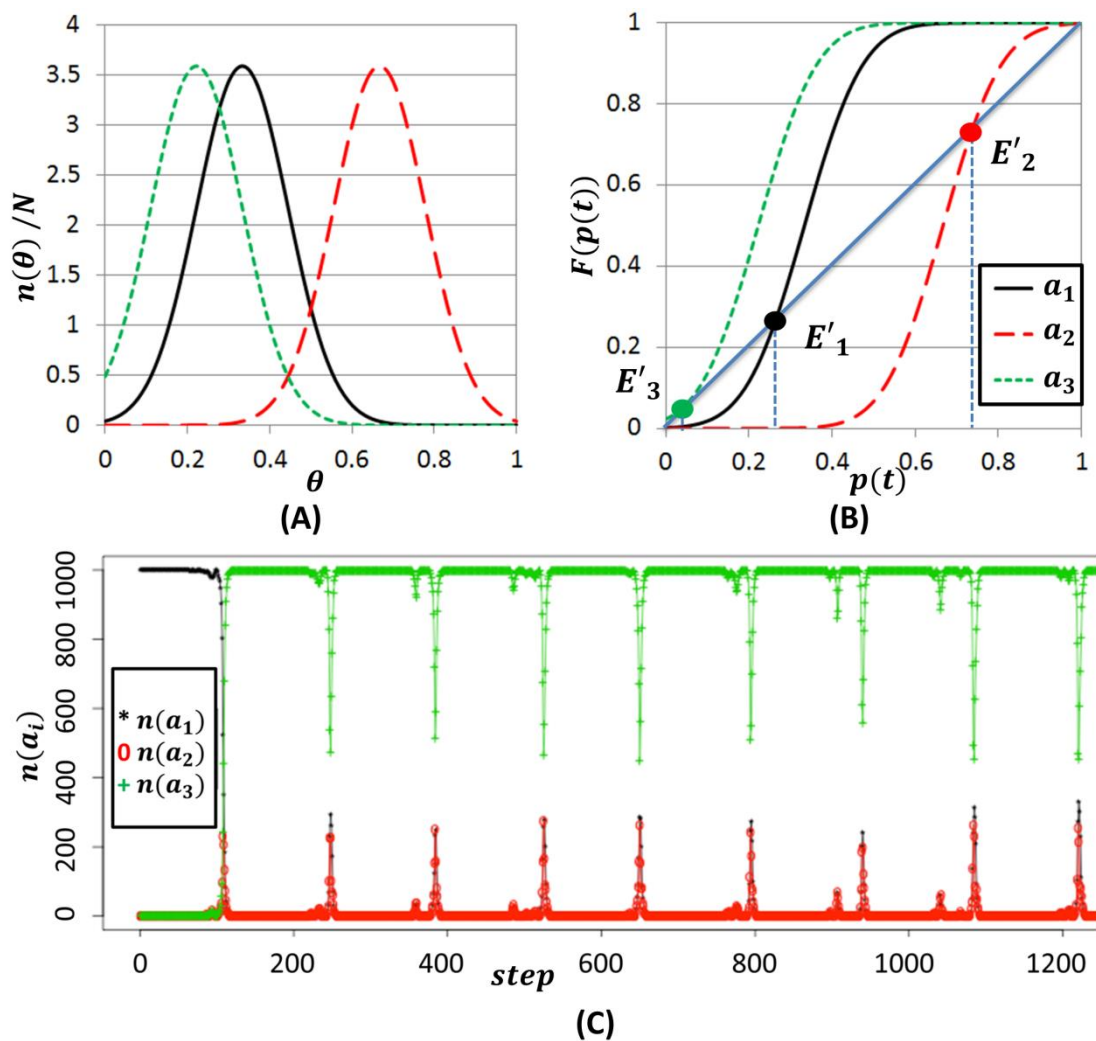 4
3.5
3
2.5
2
1.5
1
0.5
0
n(θ) /N
0 0.2 0.4 0.6 0.8 1
θ
(A)
1
0.8
0.6
0.4
0.2
0
F(p(t))
E′₁
E′₂
E′₃
a₁
a₂
a₃
0 0.2 0.4 0.6 0.8 1
p(t)
(B)
1000
800
600
400
200
0
n(aᵢ)
* n(a₁)
0 n(a₂)
+ n(a₃)
0 200 400 600 800 1000 1200
step
(C)